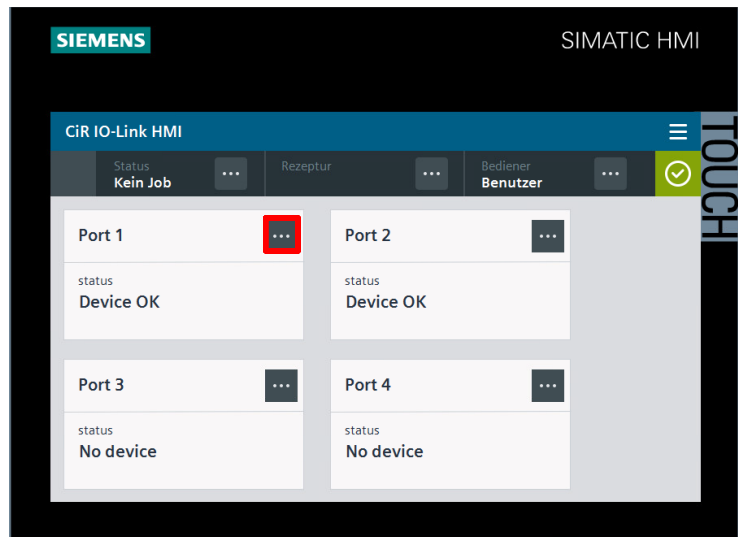 SIEMENS
SIMATIC HMI
TOUCH
CiR IO-Link HMI
Status
Kein Job
Rezeptur
Bediener
Benutzer
Port 1
status
Device OK
Port 2
status
Device OK
Port 3
status
No device
Port 4
status
No device